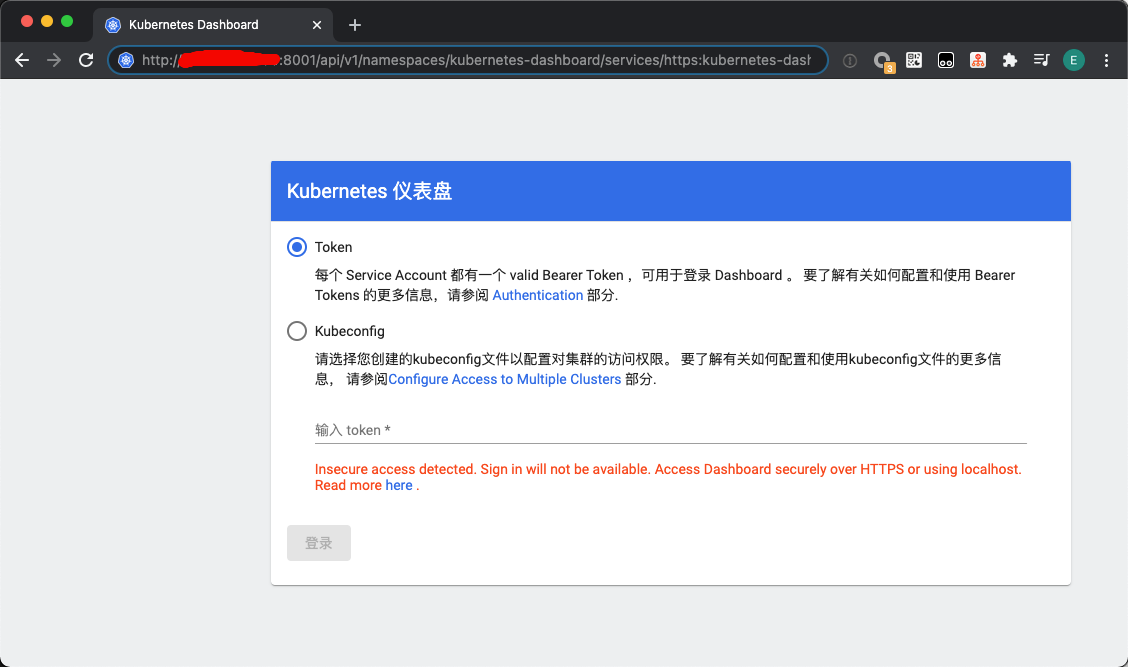 Kubernetes Dashboard
http://:8001/api/v1/namespaces/kubernetes-dashboard/services/https:kubernetes-dash
3
E
Kubernetes 仪表盘
Token
每个 Service Account 都有一个 valid Bearer Token ，可用于登录 Dashboard 。 要了解有关如何配置和使用 Bearer
Tokens 的更多信息，请参阅 Authentication 部分.
Kubeconfig
请选择您创建的kubeconfig文件以配置对集群的访问权限。 要了解有关如何配置和使用kubeconfig文件的更多信
息， 请参阅Configure Access to Multiple Clusters 部分.
输入 token *
Insecure access detected. Sign in will not be available. Access Dashboard securely over HTTPS or using localhost.
Read more here .
登录